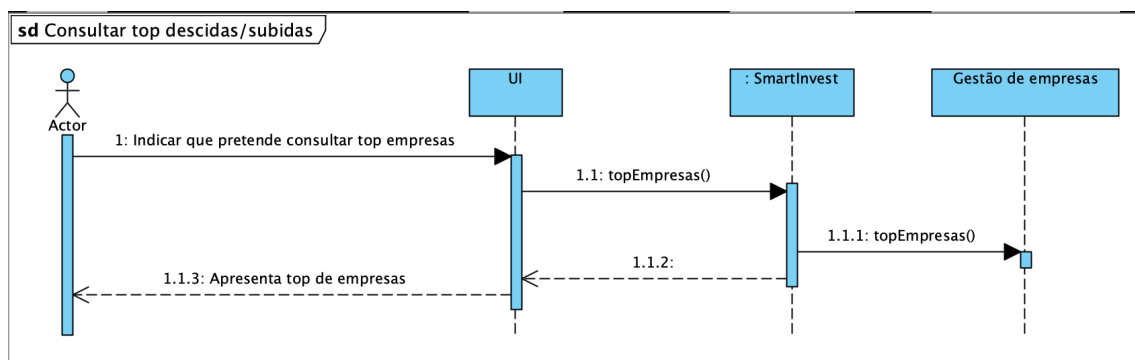 sd Consultar top descidas/subidas
UI
: SmartInvest
Gestão de empresas
Actor
1: Indicar que pretende consultar top empresas
1.1: topEmpresas()
1.1.1: topEmpresas()
1.1.2:
1.1.3: Apresenta top de empresas